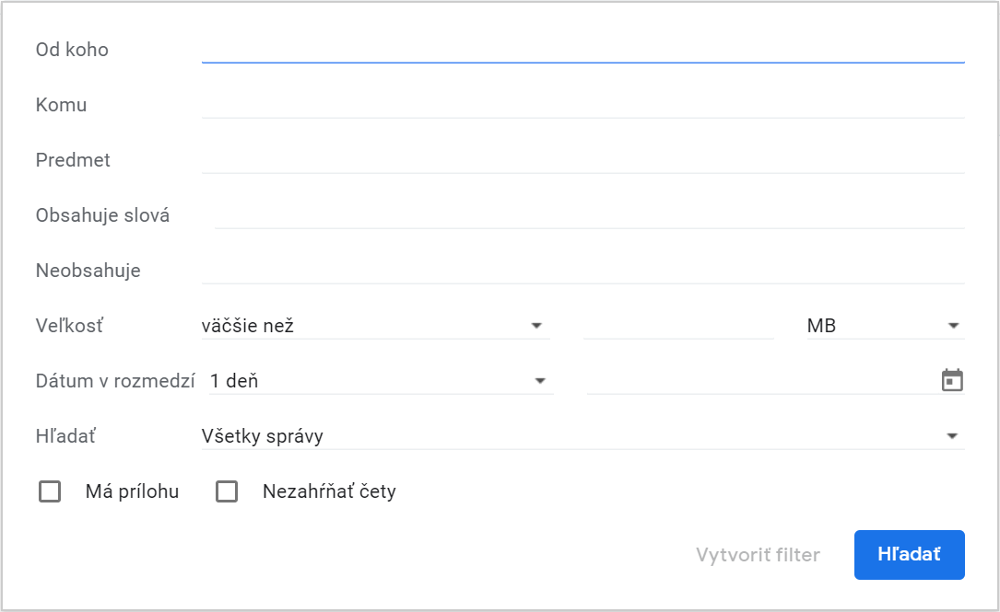 Od koho
Komu
Predmet
Obsahuje slová
Neobsahuje
Veľkosť väčšie než MB
Dátum v rozmedzí 1 deň
Hľadať Všetky správy
Má prílohu Nezahŕňať čety
Vytvoriť filter Hľadať